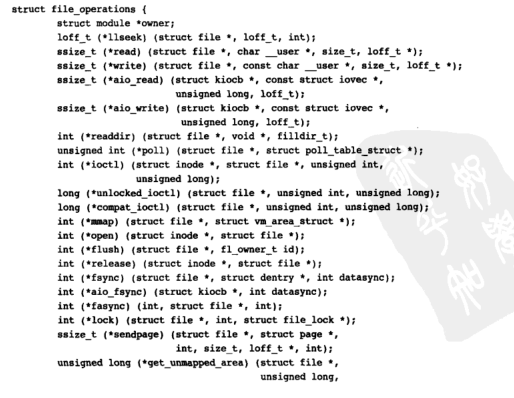 struct file_operations {
struct module *owner;
loff_t (*llseek) (struct file *, loff_t, int);
ssize_t (*read) (struct file *, char __user *, size_t, loff_t *);
ssize_t (*write) (struct file *, const char __user *, size_t, loff_t *);
ssize_t (*aio_read) (struct kiocb *, const struct iovec *,
unsigned long, loff_t);
ssize_t (*aio_write) (struct kiocb *, const struct iovec *,
unsigned long, loff_t);
int (*readdir) (struct file *, void *, filldir_t);
unsigned int (*poll) (struct file *, struct poll_table_struct *);
int (*ioctl) (struct inode *, struct file *, unsigned int,
unsigned long);
long (*unlocked_ioctl) (struct file *, unsigned int, unsigned long);
long (*compat_ioctl) (struct file *, unsigned int, unsigned long);
int (*mmap) (struct file *, struct vm_area_struct *);
int (*open) (struct inode *, struct file *);
int (*flush) (struct file *, fl_owner_t id);
int (*release) (struct inode *, struct file *);
int (*fsync) (struct file *, struct dentry *, int datasync);
int (*aio_fsync) (struct kiocb *, int datasync);
int (*fasync) (int, struct file *, int);
int (*lock) (struct file *, int, struct file_lock *);
ssize_t (*sendpage) (struct file *, struct page *,
int, size_t, loff_t *, int);
unsigned long (*get_unmapped_area) (struct file *,
unsigned long,